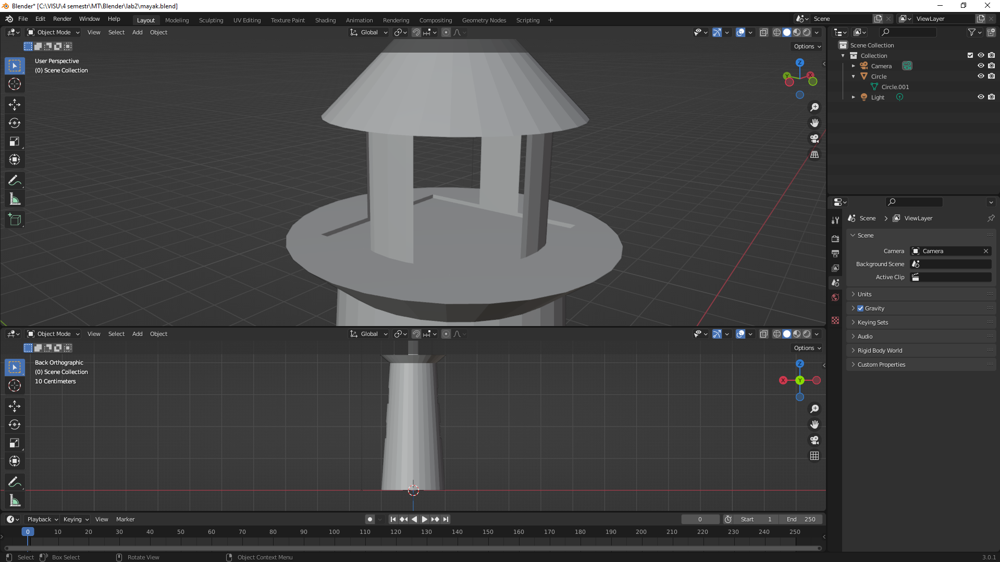 Blender* [C:\VISU\4 semestr\MT\Blender\lab2\mayak.blend]
File Edit Render Window Help Layout Modeling Sculpting UV Editing Texture Paint Shading Animation Rendering Compositing Geometry Nodes Scripting + Scene ViewLayer
Object Mode View Select Add Object Global
Options
User Perspective
(0) Scene Collection
Z
Y X
Scene Collection
Collection
Camera
Circle
Circle.001
Light
Scene > ViewLayer
Scene
Camera Camera
Background Scene
Active Clip
Units
Gravity
Keying Sets
Audio
Rigid Body World
Custom Properties
Object Mode View Select Add Object Global
Options
Back Orthographic
(0) Scene Collection
10 Centimeters
Z
X Y
Playback Keying View Marker 0 Start 1 End 250
0 10 20 30 40 50 60 70 80 90 100 110 120 130 140 150 160 170 180 190 200 210 220 230 240 250
Select Box Select Rotate View Object Context Menu 3.0.1